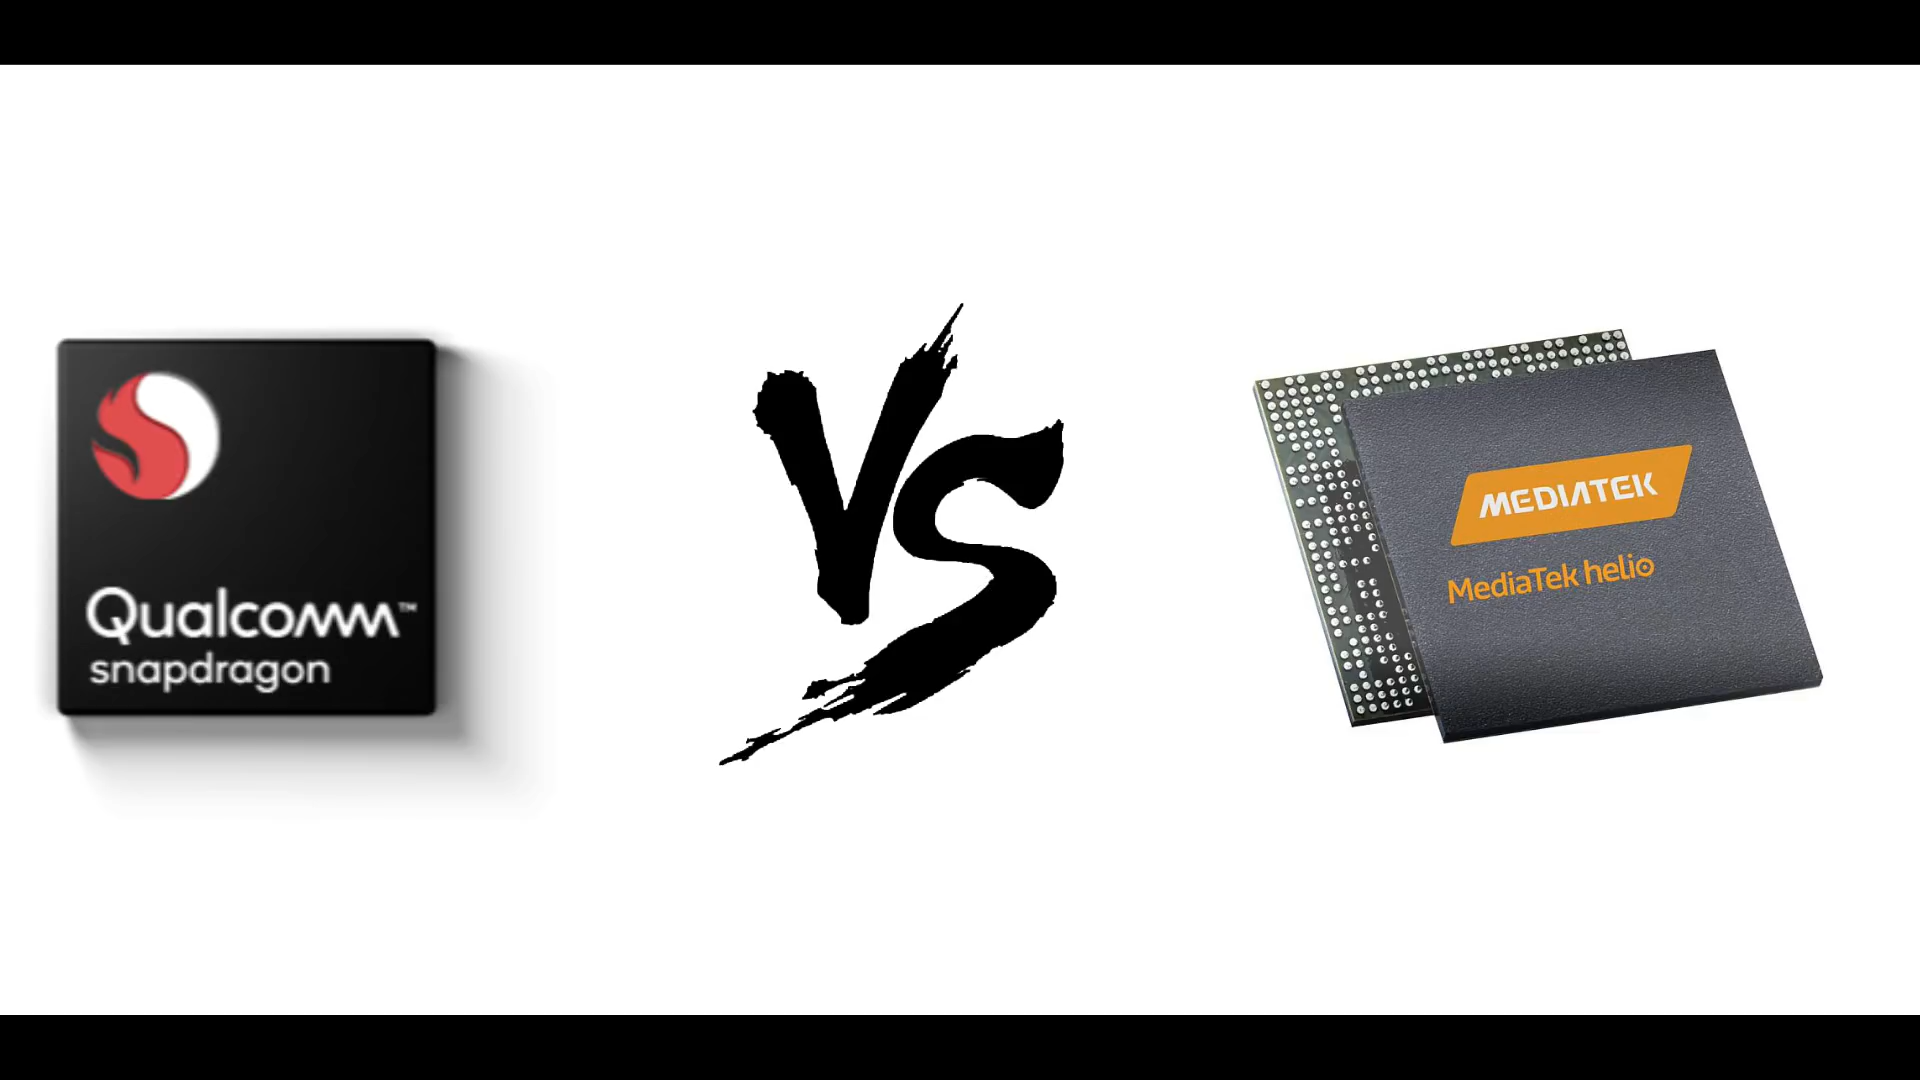 Qualcomm™
snapdragon
VS
MEDIATEK
MediaTek helio